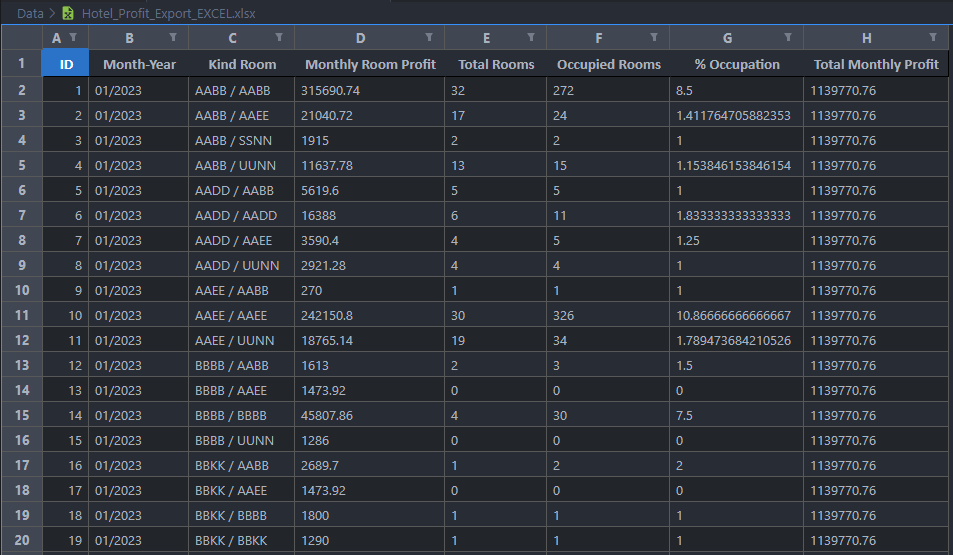 Data > Hotel_Profit_Export_EXCEL.xlsx
A B C D E F G H
1 ID Month-Year Kind Room Monthly Room Profit Total Rooms Occupied Rooms % Occupation Total Monthly Profit
2 1 01/2023 AABB / AABB 315690.74 32 272 8.5 1139770.76
3 2 01/2023 AABB / AAEE 21040.72 17 24 1.411764705882353 1139770.76
4 3 01/2023 AABB / SSNN 1915 2 2 1 1139770.76
5 4 01/2023 AABB / UUNN 11637.78 13 15 1.153846153846154 1139770.76
6 5 01/2023 AADD / AABB 5619.6 5 5 1 1139770.76
7 6 01/2023 AADD / AADD 16388 6 11 1.833333333333333 1139770.76
8 7 01/2023 AADD / AAEE 3590.4 4 5 1.25 1139770.76
9 8 01/2023 AADD / UUNN 2921.28 4 4 1 1139770.76
10 9 01/2023 AAEE / AABB 270 1 1 1 1139770.76
11 10 01/2023 AAEE / AAEE 242150.8 30 326 10.86666666666667 1139770.76
12 11 01/2023 AAEE / UUNN 18765.14 19 34 1.789473684210526 1139770.76
13 12 01/2023 BBBB / AABB 1613 2 3 1.5 1139770.76
14 13 01/2023 BBBB / AAEE 1473.92 0 0 0 1139770.76
15 14 01/2023 BBBB / BBBB 45807.86 4 30 7.5 1139770.76
16 15 01/2023 BBBB / UUNN 1286 0 0 0 1139770.76
17 16 01/2023 BBKK / AABB 2689.7 1 2 2 1139770.76
18 17 01/2023 BBKK / AAEE 1473.92 0 0 0 1139770.76
19 18 01/2023 BBKK / BBBB 1800 1 1 1 1139770.76
20 19 01/2023 BBKK / BBKK 1290 1 1 1 1139770.76